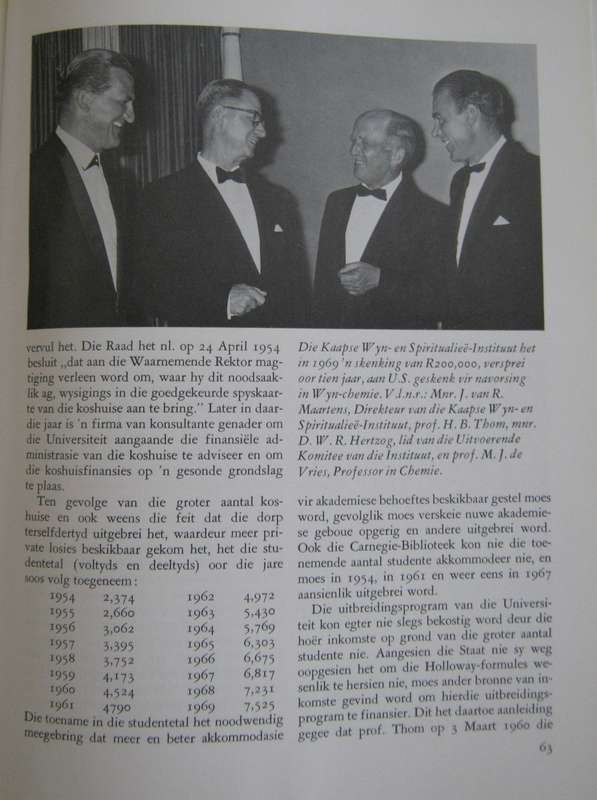 vervul het. Die Raad het nl. op 24 April 1954
besluit „dat aan die Waarnemende Rektor mag-
tiging verleen word om, waar hy dit noodsaak-
lik ag, wysigings in die goedgekeurde spyskaar-
te van die koshuise aan te bring.” Later in daar-
die jaar is 'n firma van konsultante genader om
die Universiteit aangaande die finansiële ad-
ministrasie van die koshuise te adviseer en om
die koshuisfinansies op 'n gesonde grondslag
te plaas.
Ten gevolge van die groter aantal kos-
huise en ook weens die feit dat die dorp
terselfdertyd uitgebrei het, waardeur meer pri-
vate losies beskikbaar gekom het, het die stu-
dentetal (voltyds en deeltyds) oor die jare
soos volg toegeneem:
1954 2,374 1962 4,972
1955 2,660 1963 5,430
1956 3,062 1964 5,769
1957 3,395 1965 6,303
1958 3,752 1966 6,675
1959 4,173 1967 6,817
1960 4,524 1968 7,231
1961 4790 1969 7,525
Die toename in die studentetal het noodwendig
meegebring dat meer en beter akkommodasie
Die Kaapse Wyn- en Spiritualieë-Instituut het
in 1969 'n skenking van R200,000, versprei
oor tien jaar, aan U.S. geskenk vir navorsing
in Wyn-chemie. V.l.n.r.: Mnr. J. van R.
Maartens, Direkteur van die Kaapse Wyn- en
Spiritualieë-Instituut, prof. H. B. Thom, mnr.
D. W. R. Hertzog, lid van die Uitvoerende
Komitee van die Instituut, en prof. M. J. de
Vries, Professor in Chemie.
vir akademiese behoeftes beskikbaar gestel moes
word, gevolglik moes verskeie nuwe akademie-
se geboue opgerig en andere uitgebrei word.
Ook die Carnegie-Biblioteek kon nie die toe-
nemende aantal studente akkommodeer nie, en
moes in 1954, in 1961 en weer eens in 1967
aansienlik uitgebrei word.
Die uitbreidingsprogram van die Universi-
teit kon egter nie slegs bekostig word deur die
hoër inkomste op grond van die groter aantal
studente nie. Aangesien die Staat nie sy weg
oopgesien het om die Holloway-formules we-
senlik te hersien nie, moes ander bronne van in-
komste gevind word om hierdie uitbreidings-
program te finansier. Dit het daartoe aanleiding
gegee dat prof. Thom op 3 Maart 1960 die
63